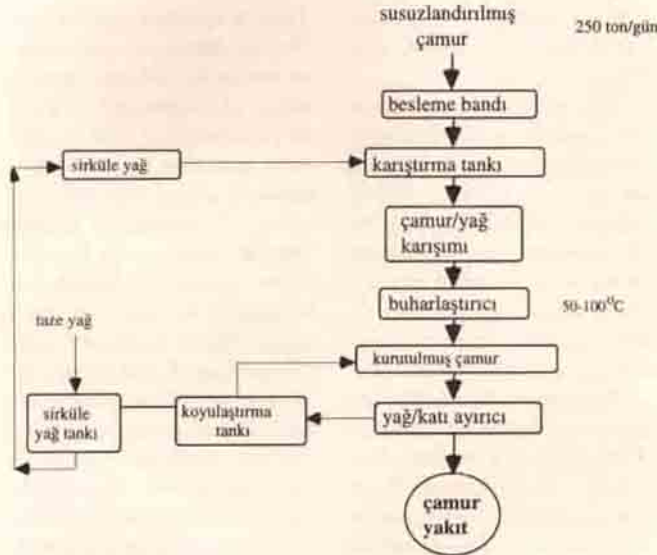 susuzlandırılmış
çamur
250 ton/gün
besleme bandı
sirküle yağ
karıştırma tankı
çamur/yağ
karışımı
buharlaştırıcı
50-100°C
taze yağ
kurutulmuş çamur
sirküle
yağ tankı
koyulaştırma
tankı
yağ/katı ayırıcı
çamur
yakıt